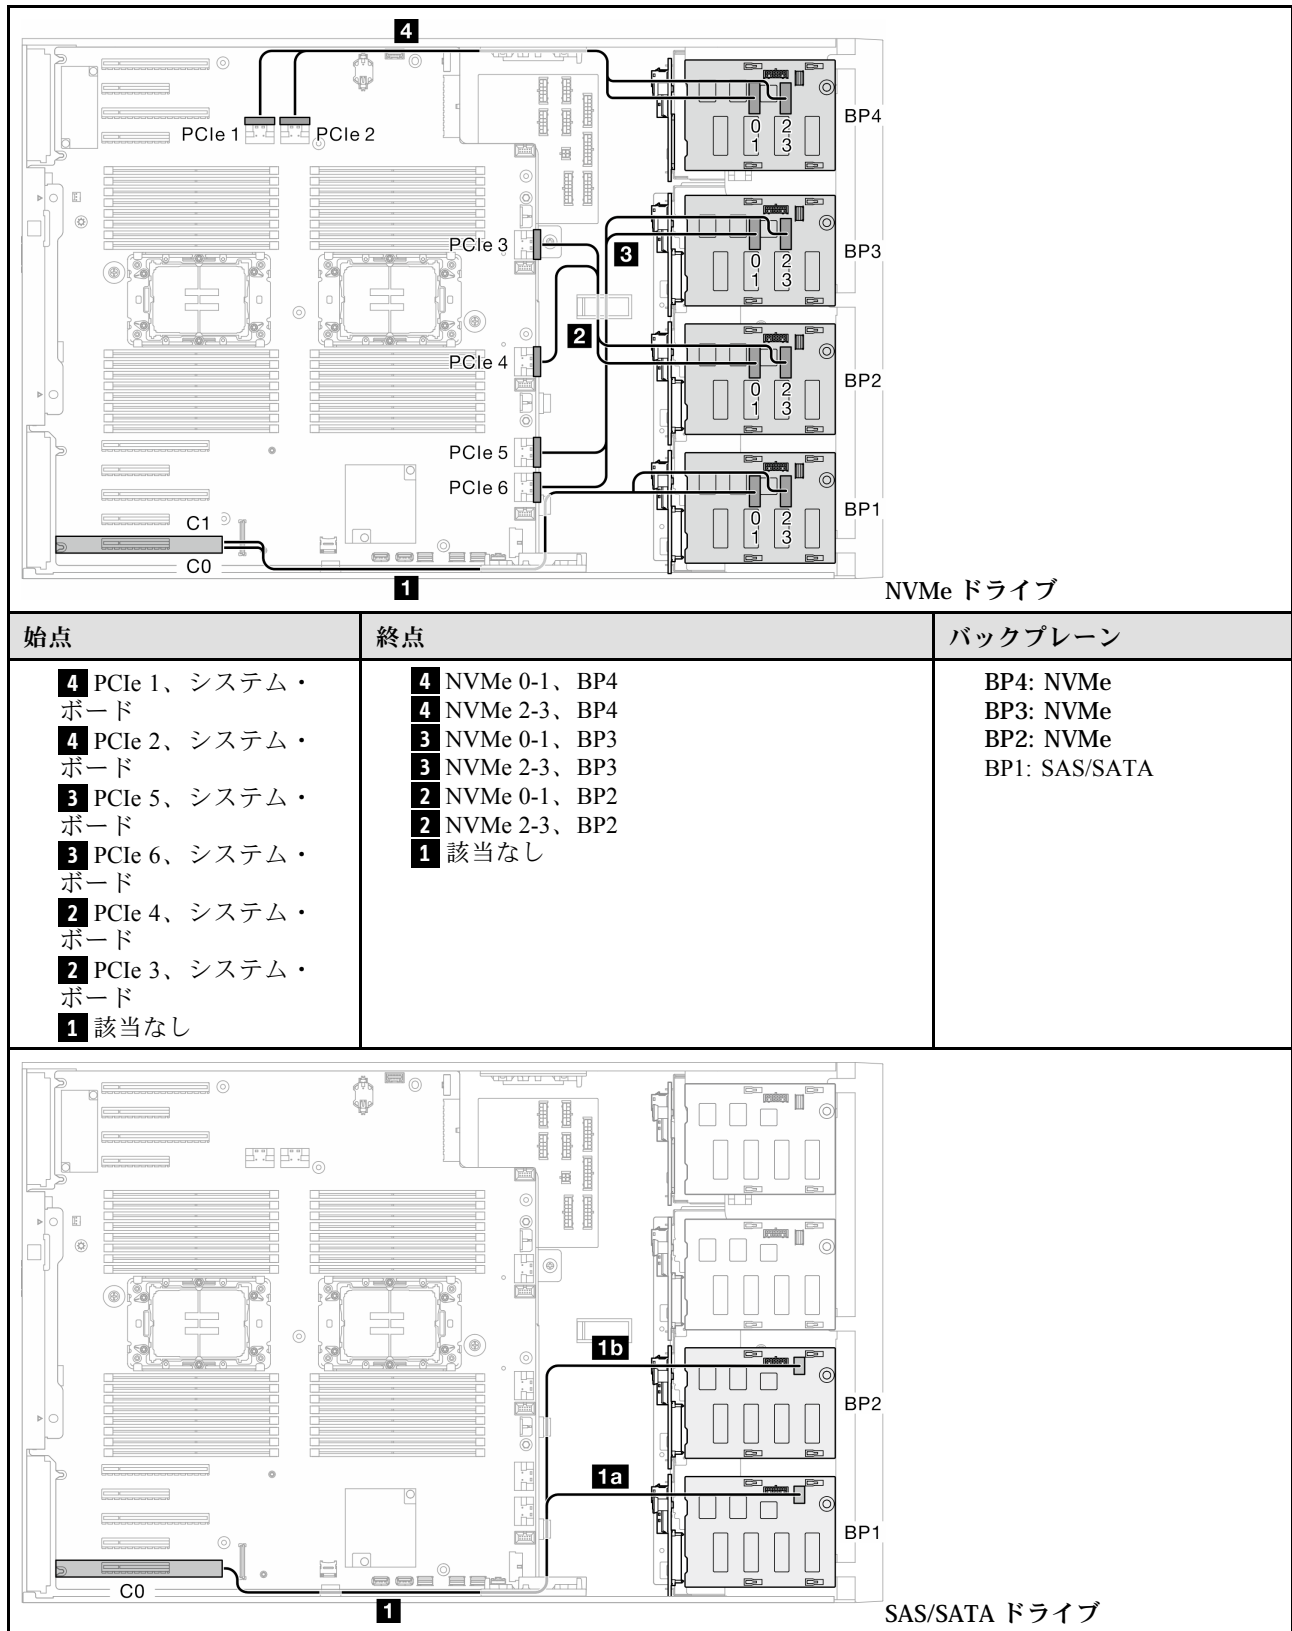 4
PCIe 1
PCIe 2
BP4
0 2
1 3
PCIe 3
3
BP3
0 2
1 3
2
PCIe 4
BP2
0 2
1 3
PCIe 5
PCIe 6
BP1
0 2
1 3
C1
C0
1
NVMe ドライブ
始点
終点
バックプレーン
4 PCIe 1、システム・
ボード
4 PCIe 2、システム・
ボード
3 PCIe 5、システム・
ボード
3 PCIe 6、システム・
ボード
2 PCIe 4、システム・
ボード
2 PCIe 3、システム・
ボード
1 該当なし
4 NVMe 0-1、BP4
4 NVMe 2-3、BP4
3 NVMe 0-1、BP3
3 NVMe 2-3、BP3
2 NVMe 0-1、BP2
2 NVMe 2-3、BP2
1 該当なし
BP4: NVMe
BP3: NVMe
BP2: NVMe
BP1: SAS/SATA
1b
BP2
1a
BP1
C0
1
SAS/SATA ドライブ